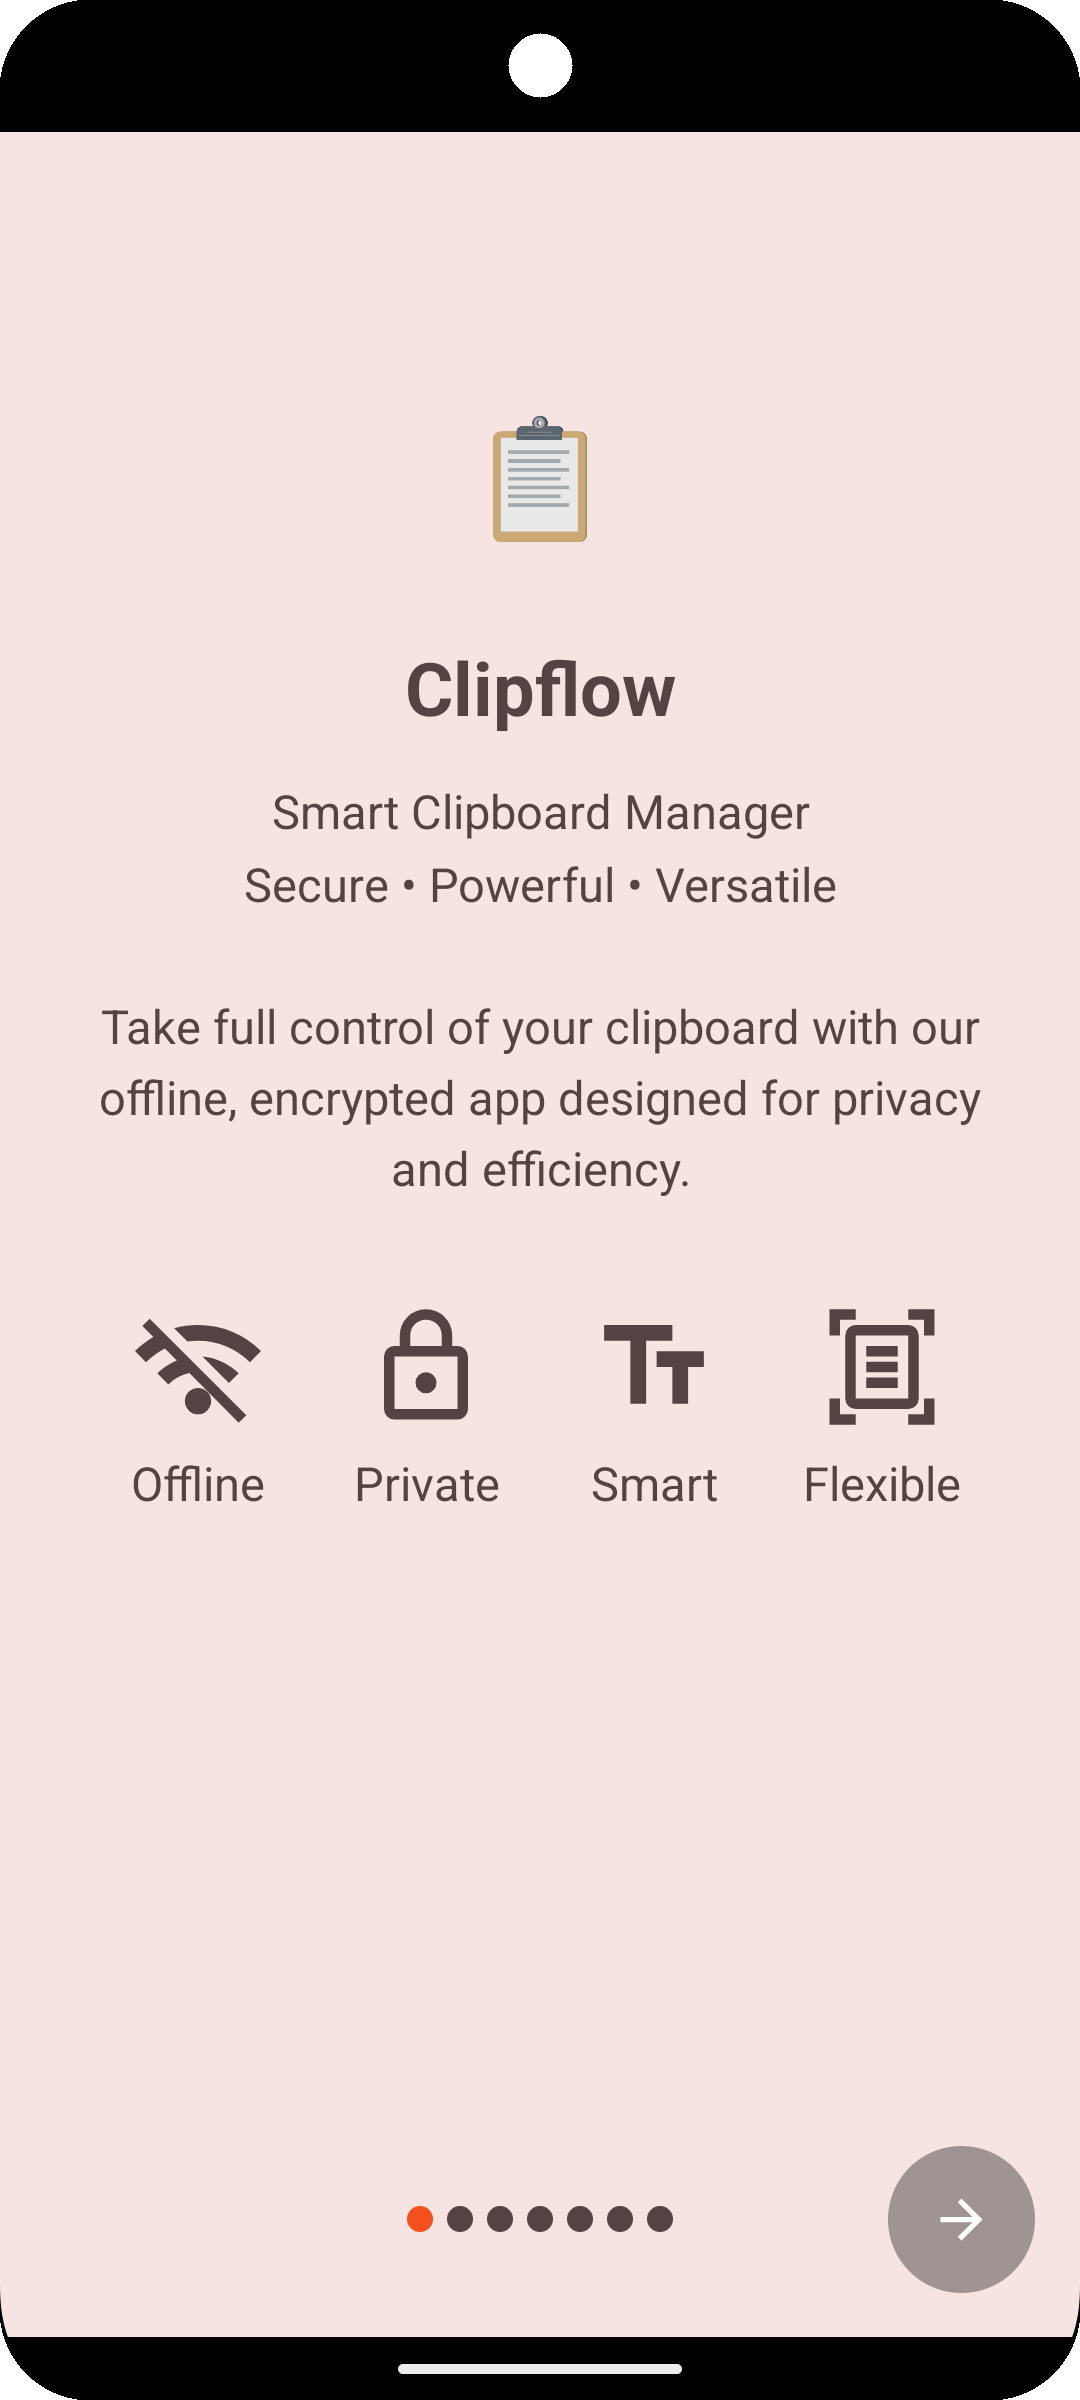 Clipflow
Smart Clipboard Manager
Secure • Powerful • Versatile
Take full control of your clipboard with our
offline, encrypted app designed for privacy
and efficiency.
Offline Private Smart Flexible